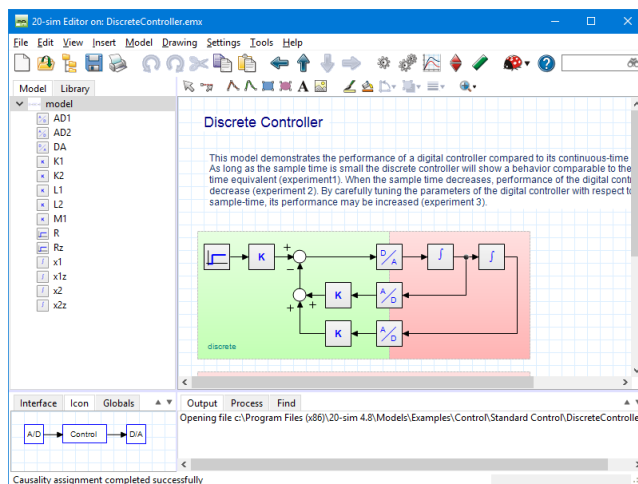 20-sim Editor on: DiscreteController.emx
File Edit View Insert Model Drawing Settings Tools Help
Model Library
model
AD1
AD2
DA
K1
K2
L1
L2
M1
R
Rz
x1
x1z
x2
x2z
Discrete Controller
This model demonstrates the performance of a digital controller compared to its continuous-time
As long as the sample time is small the discrete controller will show a behavior comparable to the
time equivalent (experiment1). When the sample time decreases, performance of the digital contr
decrease (experiment 2). By carefully tuning the parameters of the digital controller with respect to
sample-time, its performance may be increased (experiment 3).
K + − D/A ∫ ∫
+ + K A/D
K A/D
discrete
Interface Icon Globals
A/D Control D/A
Output Process Find
Opening file c:\Program Files (x86)\20-sim 4.8\Models\Examples\Control\Standard Control\DiscreteControlle
Causality assignment completed successfully